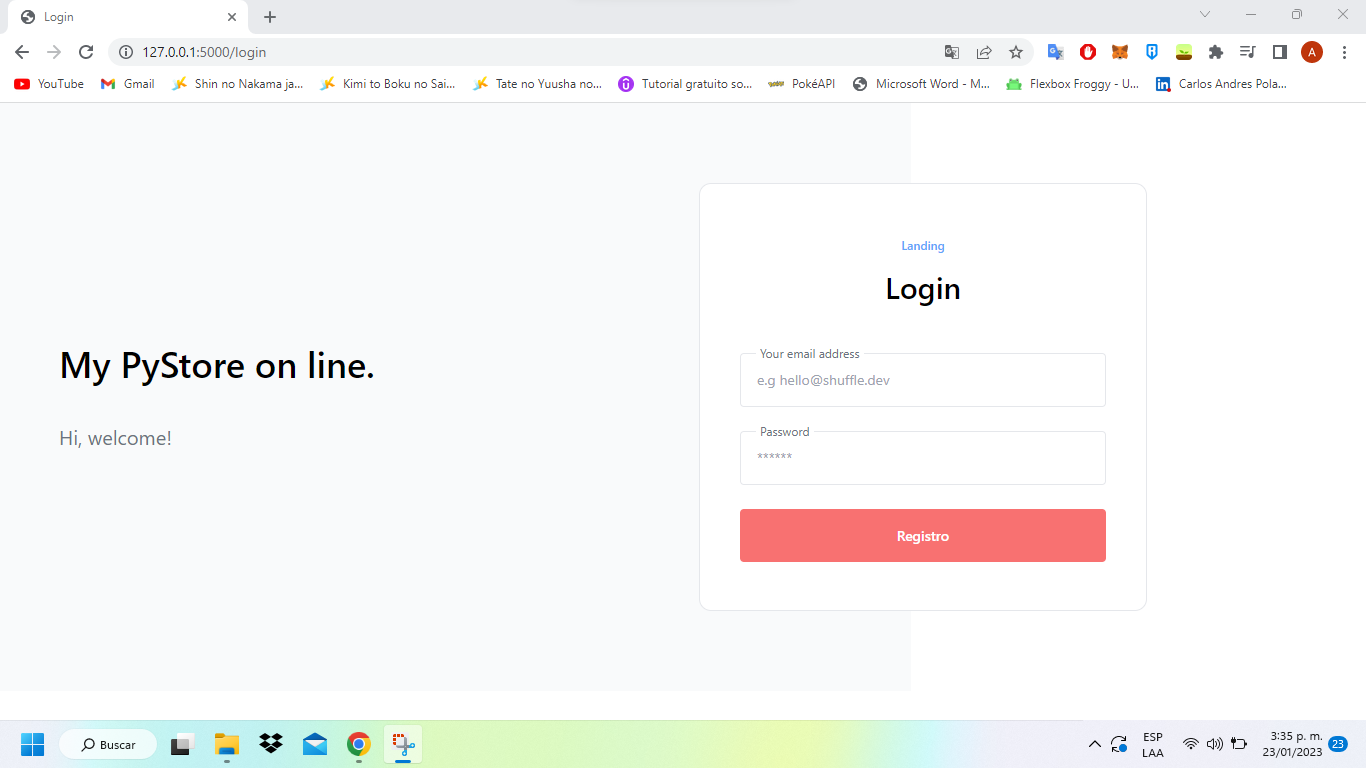 Login
127.0.0.1:5000/login
YouTube
Gmail
Shin no Nakama ja...
Kimi to Boku no Sai...
Tate no Yuusha no...
Tutorial gratuito so...
PokéAPI
Microsoft Word - M...
Flexbox Froggy - U...
Carlos Andres Pola...
My PyStore on line.
Hi, welcome!
Landing
Login
Your email address
e.g hello@shuffle.dev
Password
******
Registro
Buscar
ESP
LAA
3:35 p. m.
23/01/2023
23
A